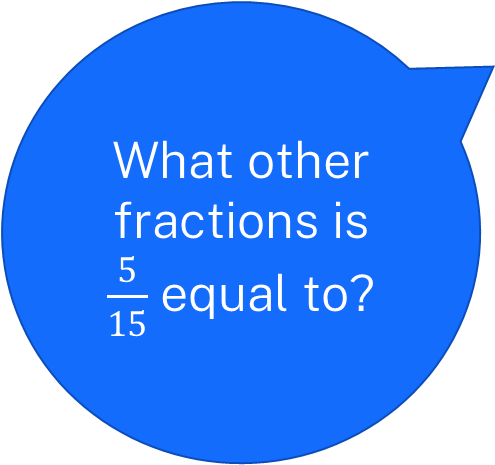 What other
fractions is
5/15 equal to?